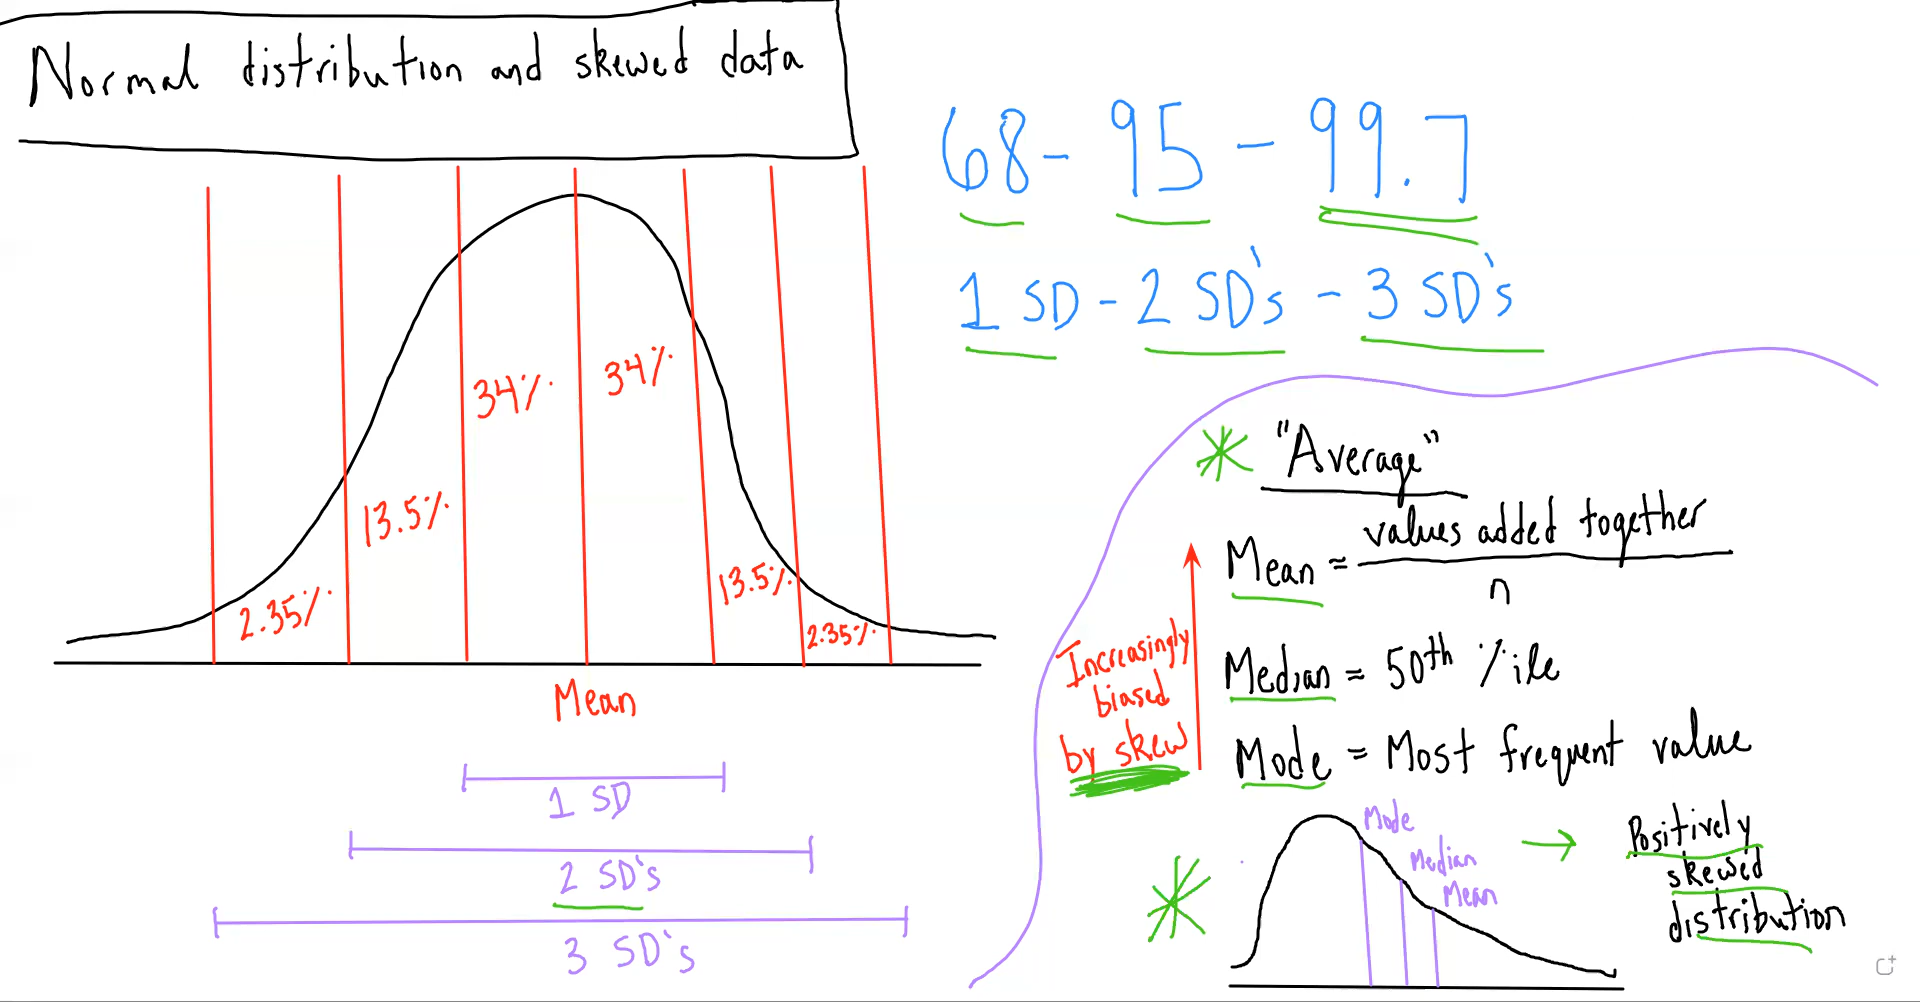 Normal distribution and skewed data
68 - 95 - 99.7
1 SD - 2 SD's - 3 SD's
34%
34%
13.5%
13.5%
2.35%
2.35%
Mean
1 SD
2 SD's
3 SD's
"Average"
Mean = values added together
n
Median = 50th %ile
Mode = Most frequent value
Increasingly
biased
by skew
Mode
Median
Mean
Positively
skewed
distribution